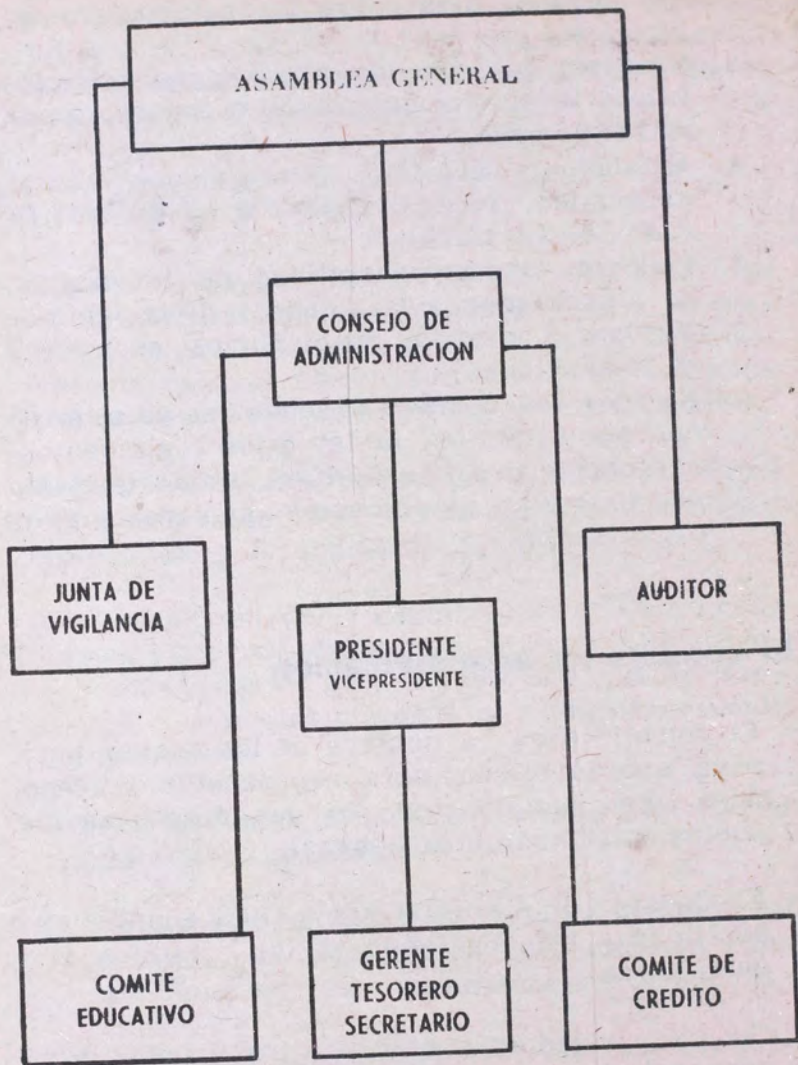 ASAMBLEA GENERAL
CONSEJO DE
ADMINISTRACION
JUNTA DE
VIGILANCIA
AUDITOR
PRESIDENTE
VICEPRESIDENTE
COMITE
EDUCATIVO
GERENTE
TESORERO
SECRETARIO
COMITE DE
CREDITO